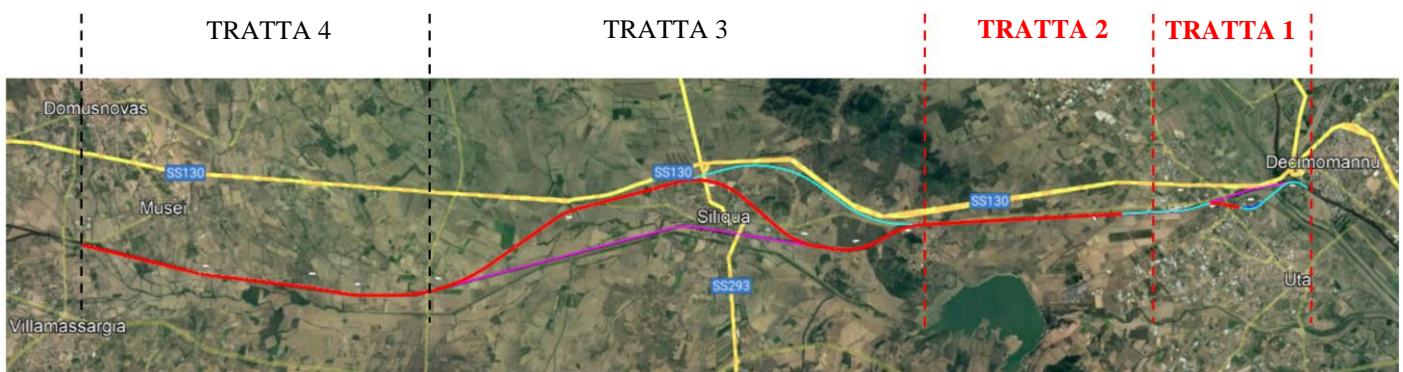 TRATTA 4 TRATTA 3 TRATTA 2 TRATTA 1
Domusnovas
Decimomannu
SS130
SS130
SS130
Musei
Siliqua
Uta
SS293
Villamassargia